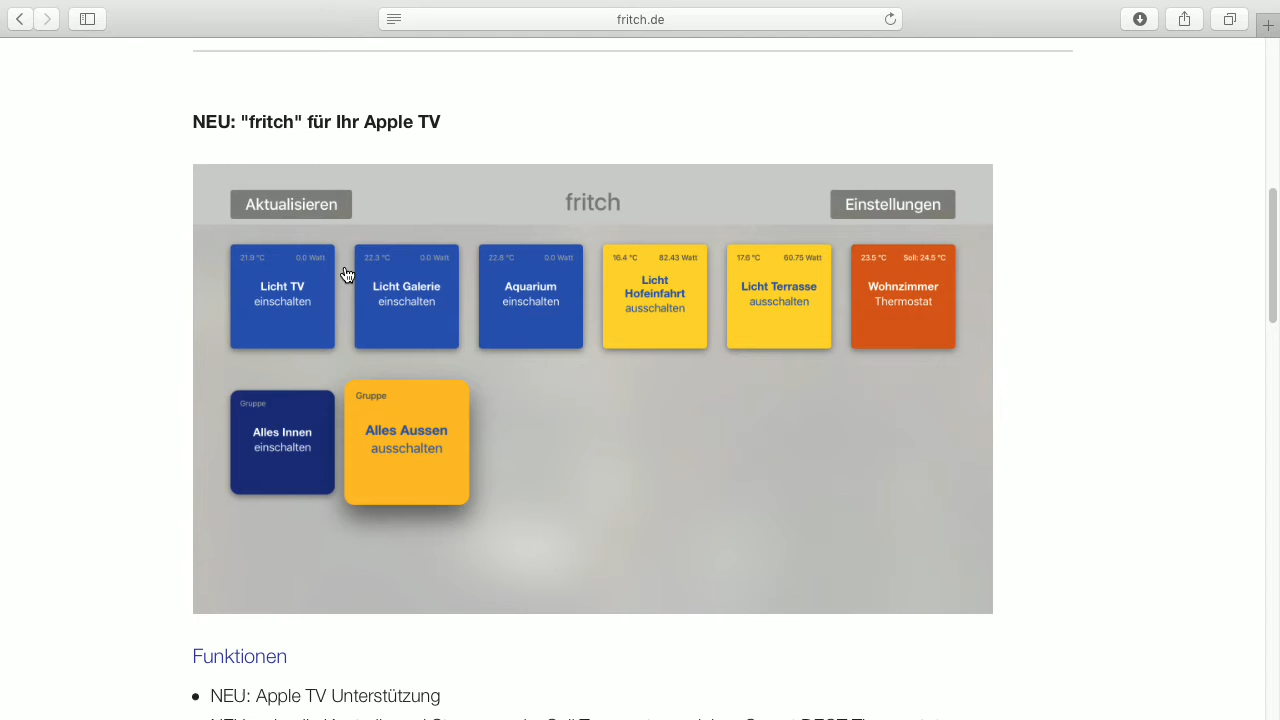 fritch.de
NEU: "fritch" für Ihr Apple TV
Aktualisieren
fritch
Einstellungen
21.9 °C 0.0 Watt
Licht TV
einschalten
22.3 °C 0.0 Watt
Licht Galerie
einschalten
22.8 °C 0.0 Watt
Aquarium
einschalten
16.4 °C 82.43 Watt
Licht
Hofeinfahrt
ausschalten
17.6 °C 60.75 Watt
Licht Terrasse
ausschalten
23.5 °C Soll: 24.5 °C
Wohnzimmer
Thermostat
Gruppe
Alles Innen
einschalten
Gruppe
Alles Aussen
ausschalten
Funktionen
NEU: Apple TV Unterstützung